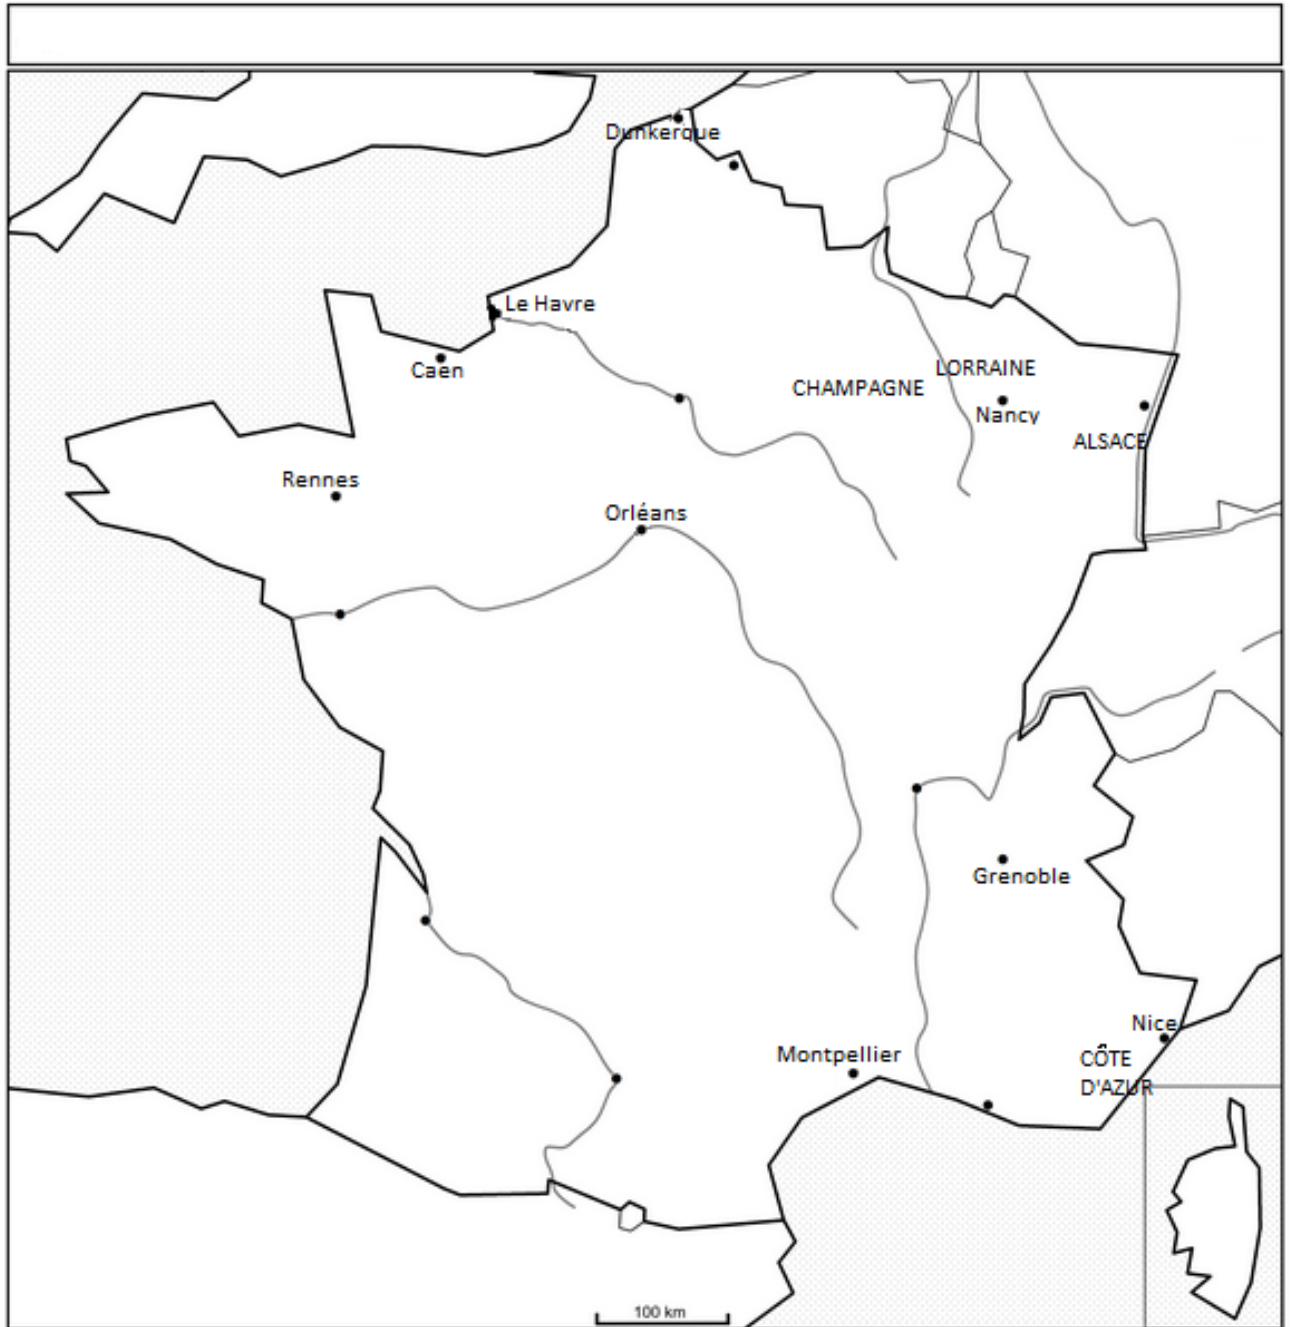 Dunkerque
Le Havre
Caen
LORRAINE
CHAMPAGNE
Nancy
ALSACE
Rennes
Orléans
Grenoble
Nice
Montpellier
CÔTE
D'AZUR
100 km